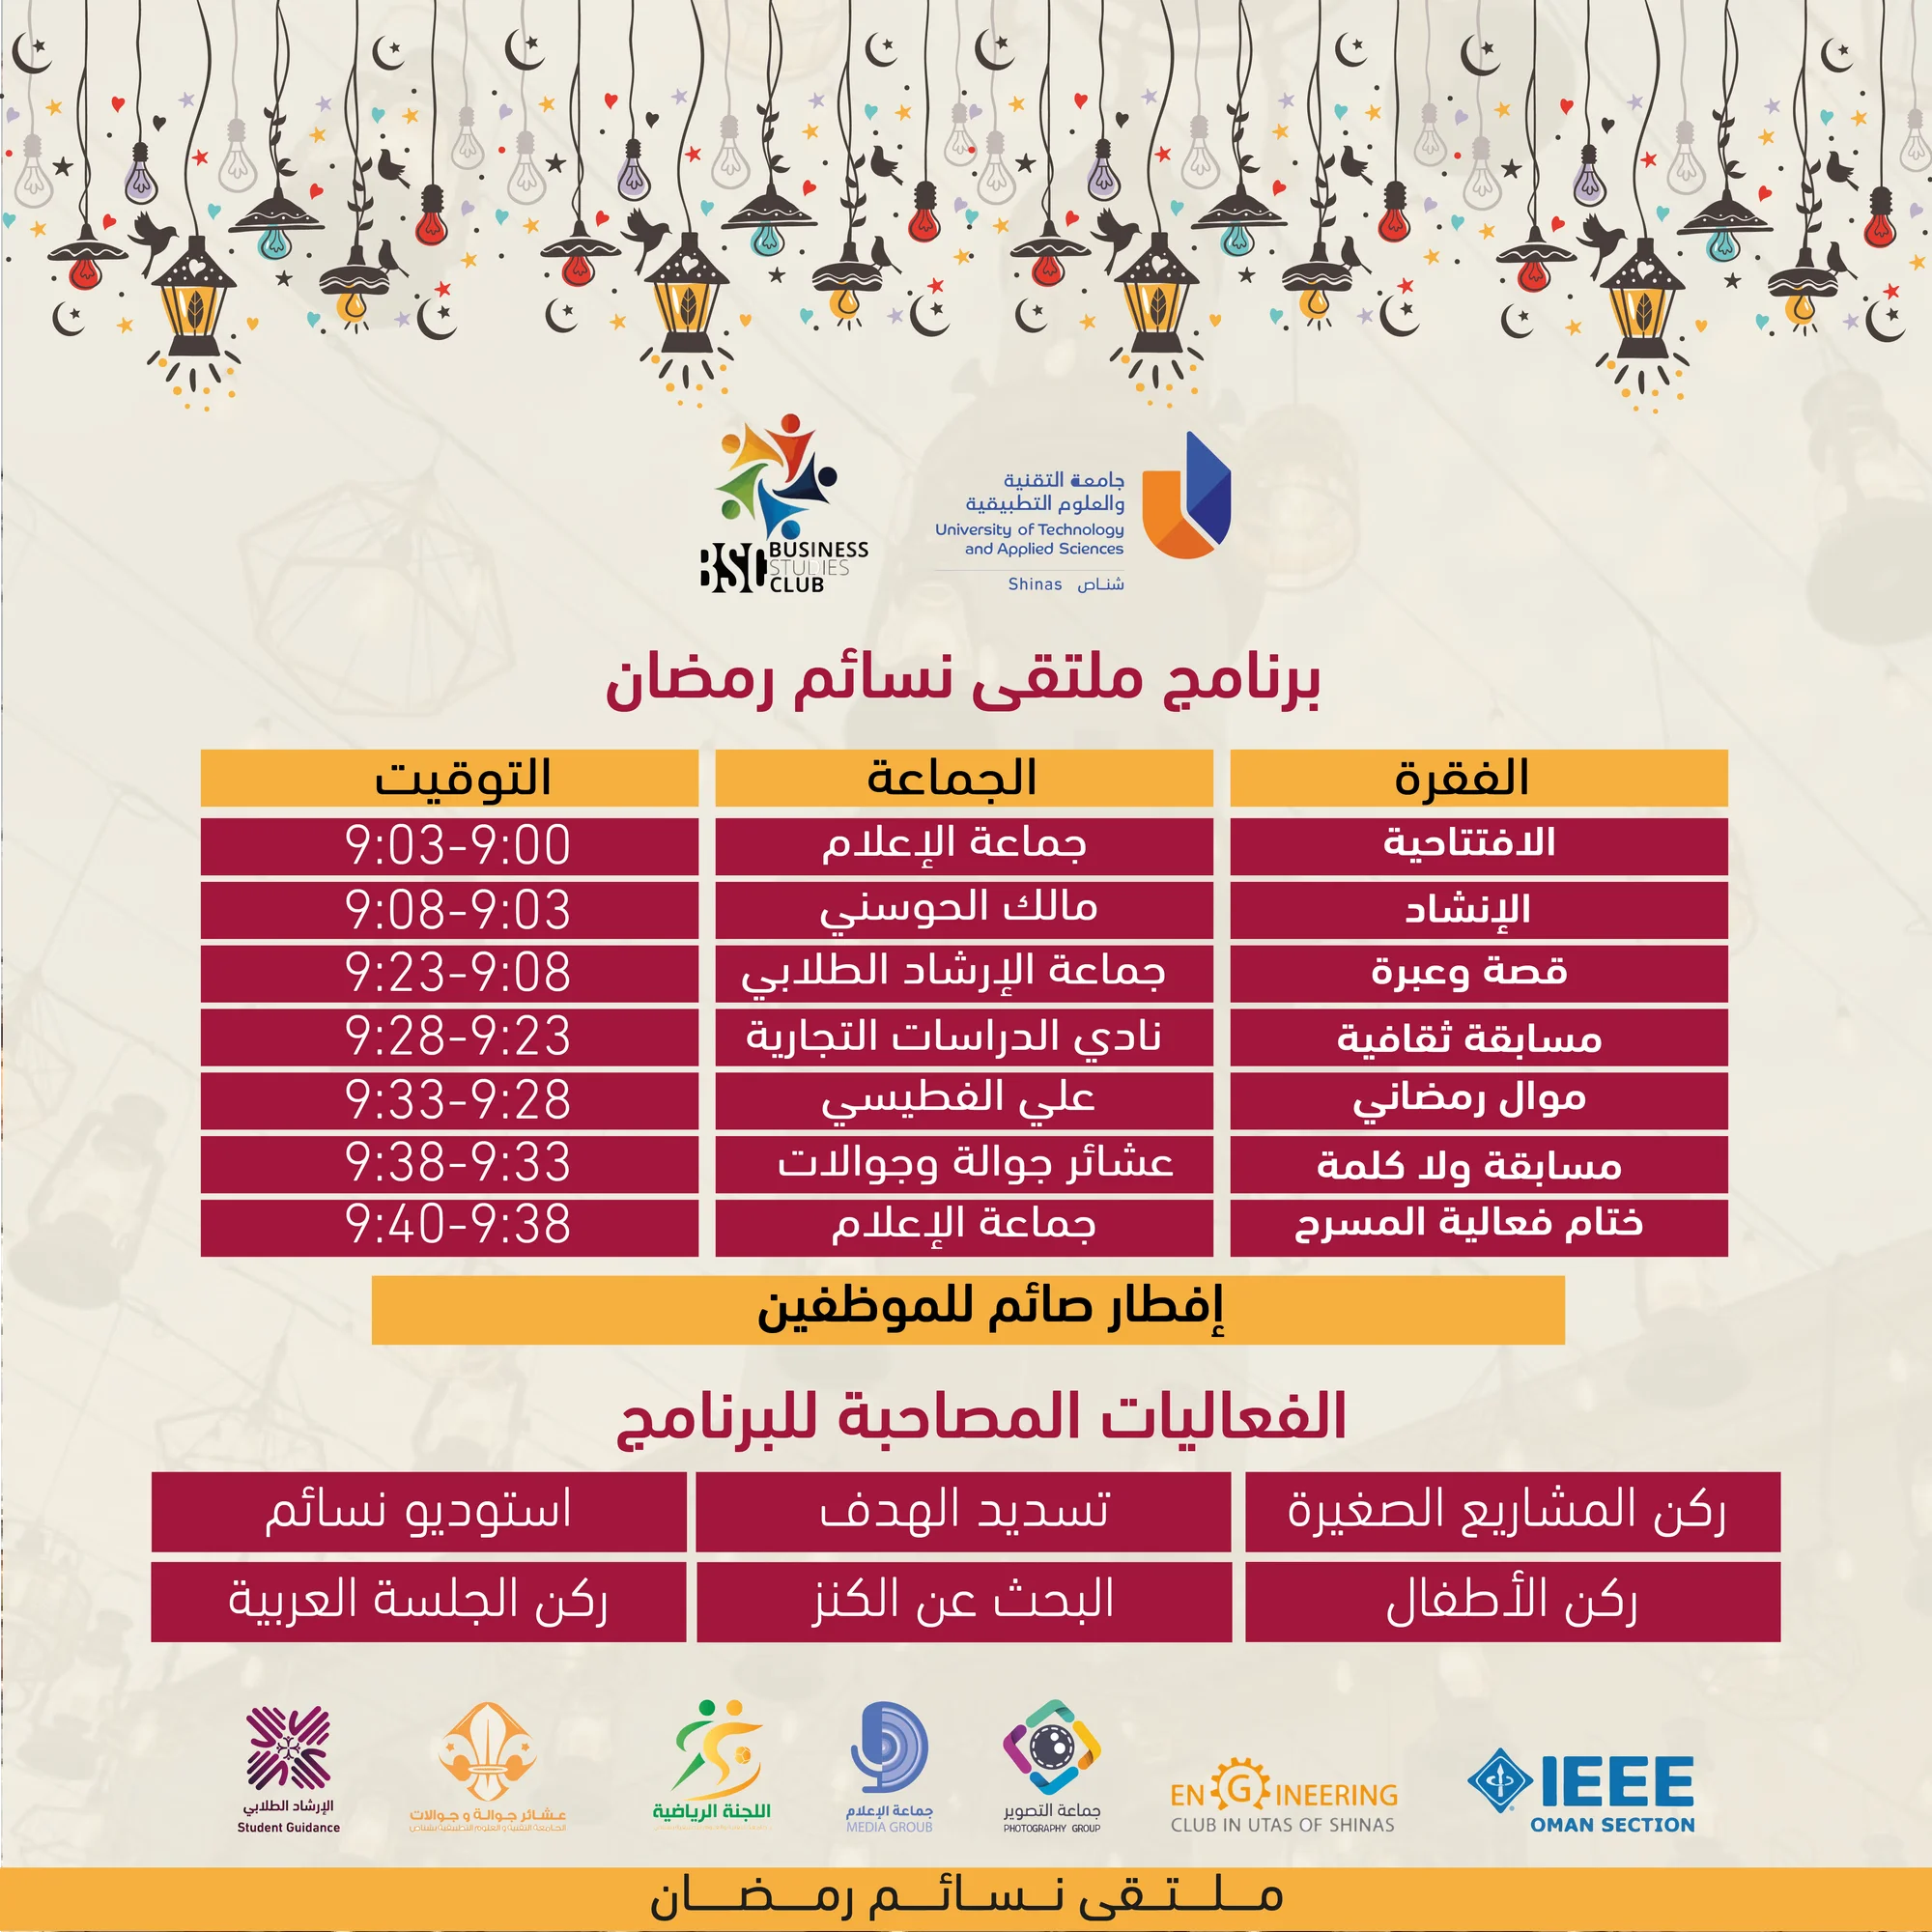 BSC BUSINESS
STUDIES
CLUB
جامعة التقنية
والعلوم التطبيقية
University of Technology
and Applied Sciences
Shinas شناص
برنامج ملتقى نسائم رمضان
الفقرة الجماعة التوقيت
الافتتاحية جماعة الإعلام 9:03-9:00
الإنشاد مالك الحوسني 9:08-9:03
قصة وعبرة جماعة الإرشاد الطلابي 9:23-9:08
مسابقة ثقافية نادي الدراسات التجارية 9:28-9:23
موال رمضاني علي الغطيسي 9:33-9:28
مسابقة ولا كلمة عشائر جوالة وجوالات 9:38-9:33
ختام فعالية المسرح جماعة الإعلام 9:40-9:38
إفطار صائم للموظفين
الفعاليات المصاحبة للبرنامج
ركن المشاريع الصغيرة تسديد الهدف استوديو نسائم
ركن الأطفال البحث عن الكنز ركن الجلسة العربية
IEEE
OMAN SECTION
ENGINEERING
CLUB IN UTAS OF SHINAS
جماعة التصوير
PHOTOGRAPHY GROUP
جماعة الإعلام
MEDIA GROUB
اللجنة الرياضية
عشائر جوالة و جوالات
الإرشاد الطلابي
Student Guidance
ملتقى نسائم رمضان